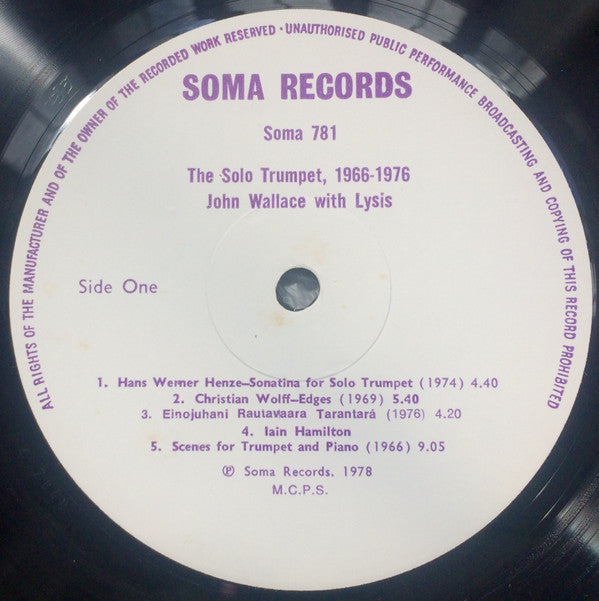 ALL RIGHTS OF THE MANUFACTURER AND OF THE OWNER OF THE RECORDED WORK RESERVED · UNAUTHORISED PUBLIC PERFORMANCE BROADCASTING AND COPYING OF THIS RECORD PROHIBITED
SOMA RECORDS
Soma 781
The Solo Trumpet, 1966-1976
John Wallace with Lysis
Side One
1. Hans Werner Henze–Sonatina for Solo Trumpet (1974) 4.40
2. Christian Wolff–Edges (1969) 5.40
3. Einojuhani Rautavaara Tarantará (1976) 4.20
4. Iain Hamilton
5. Scenes for Trumpet and Piano (1966) 9.05
℗ Soma Records, 1978
M.C.P.S.